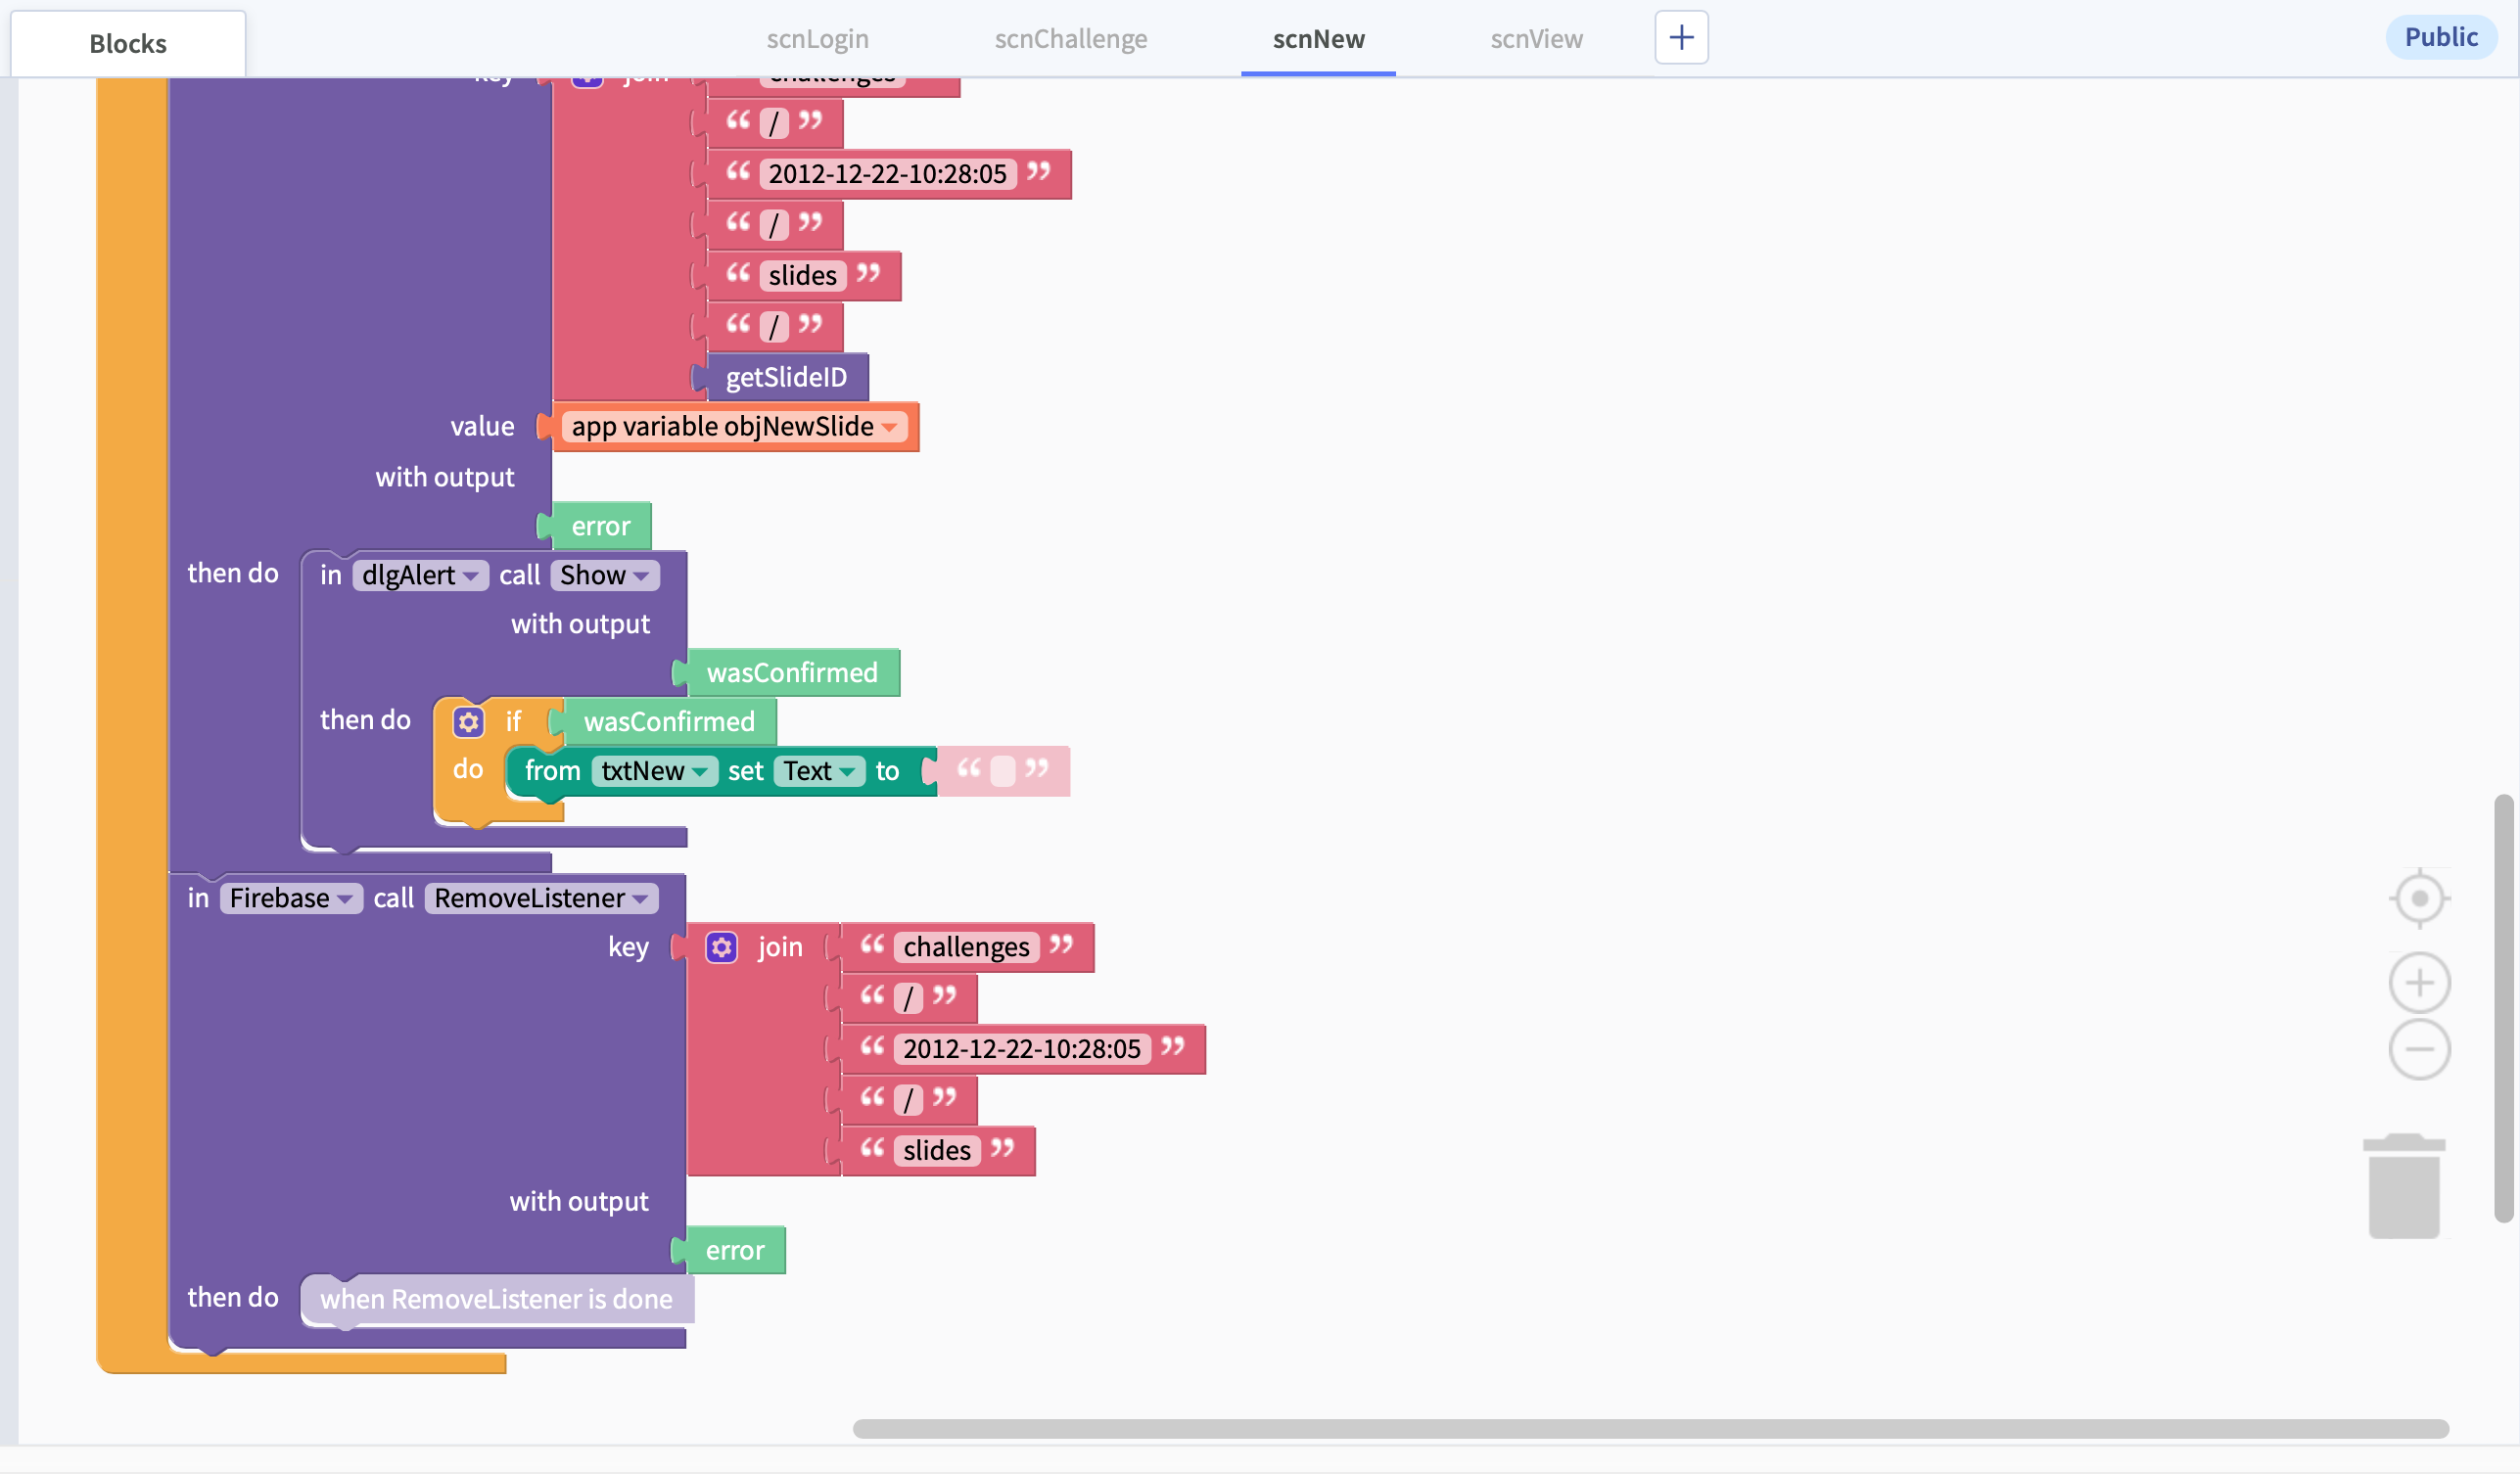 Blocks scnLogin scnChallenge scnNew scnView + Public
key join challenges
“ / ”
“ 2012-12-22-10:28:05 ”
“ / ”
“ slides ”
“ / ”
getSlideID
value app variable objNewSlide
with output
error
then do in dlgAlert call Show
with output
wasConfirmed
then do if wasConfirmed
do from txtNew set Text to “ ”
in Firebase call RemoveListener
key join “ challenges ”
“ / ”
“ 2012-12-22-10:28:05 ”
“ / ”
“ slides ”
with output
error
then do when RemoveListener is done